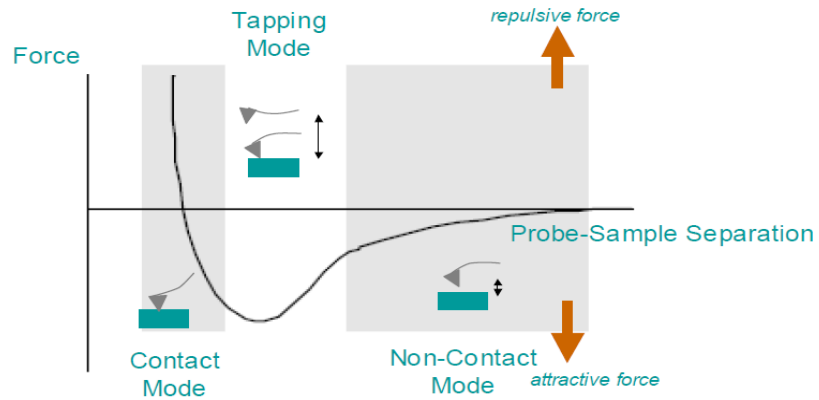 repulsive force
Tapping
Mode
Force
Probe-Sample Separation
Contact
Mode
Non-Contact
Mode
attractive force